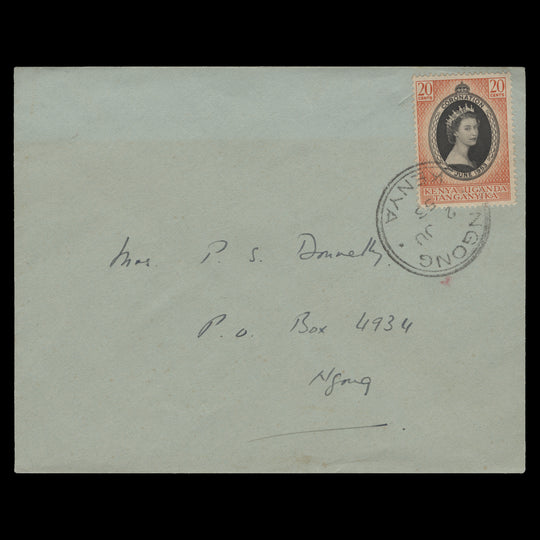 20 CENTS
20 CENTS
CORONATION
JUNE 1953
KENYA UGANDA
TANGANYIKA
NGONG
KENYA
2 JU
53
Mrs. P. S. Donnelly.
P.O. Box 4934
Ngong